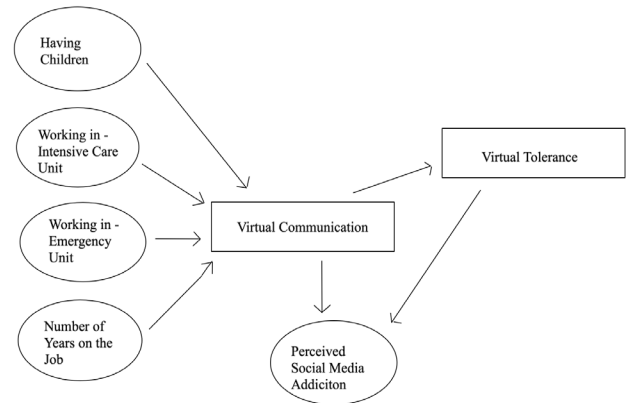 Having
Children
Working in -
Intensive Care
Unit
Working in -
Emergency
Unit
Number of
Years on the
Job
Virtual Communication
Virtual Tolerance
Perceived
Social Media
Addiciton